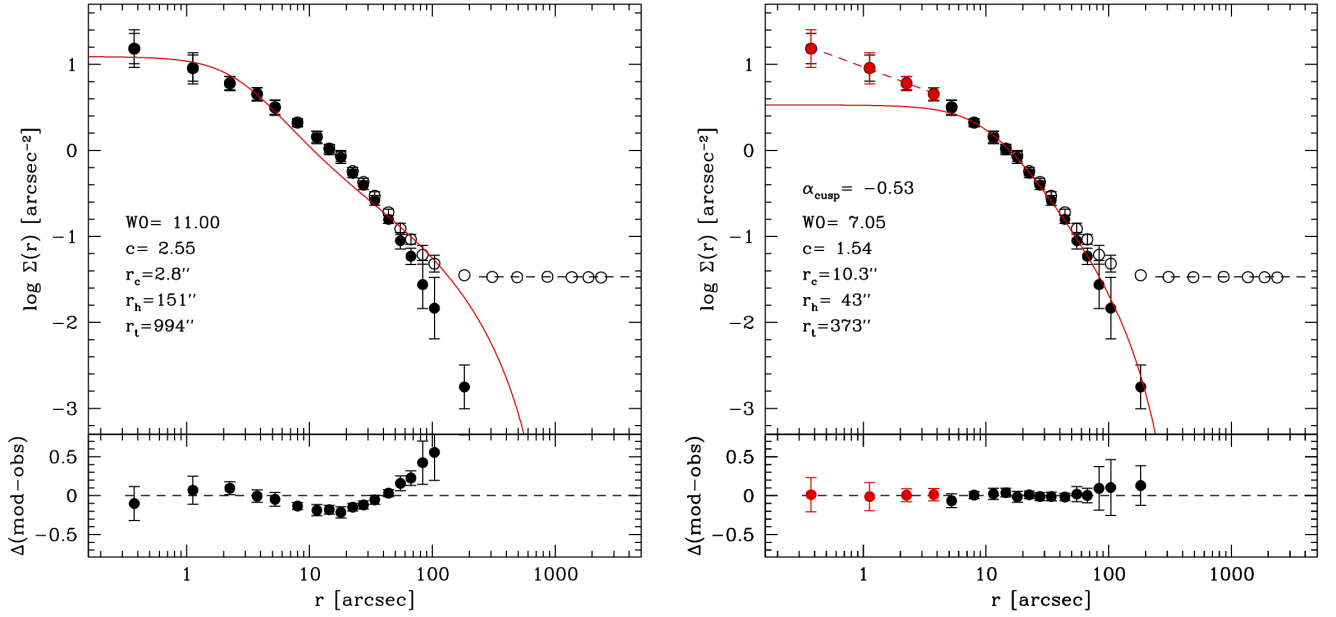 log Σ(r) [arcsec⁻²]
1
0
−1
−2
−3
W0= 11.00
c= 2.55
r_c=2.8″
r_h=151″
r_t=994″
Δ(mod−obs)
0.5
0
−0.5
1
10
100
1000
r [arcsec]
log Σ(r) [arcsec⁻²]
1
0
−1
−2
−3
α_cusp= −0.53
W0= 7.05
c= 1.54
r_c=10.3″
r_h= 43″
r_t=373″
Δ(mod−obs)
0.5
0
−0.5
1
10
100
1000
r [arcsec]